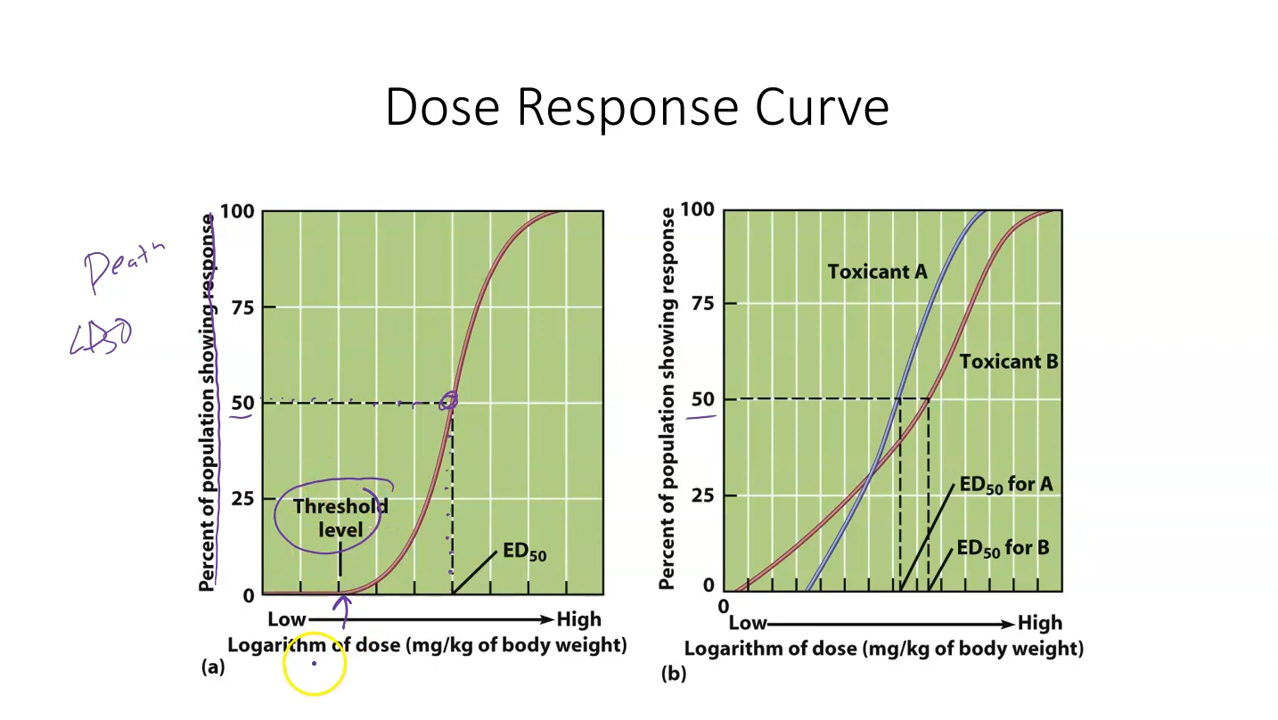 Dose Response Curve
Death
LD50
Percent of population showing response
100
75
50
25
0
Threshold
level
ED50
Low
High
Logarithm of dose (mg/kg of body weight)
(a)
Percent of population showing response
100
75
50
25
0
0
Toxicant A
Toxicant B
ED50 for A
ED50 for B
Low
High
Logarithm of dose (mg/kg of body weight)
(b)